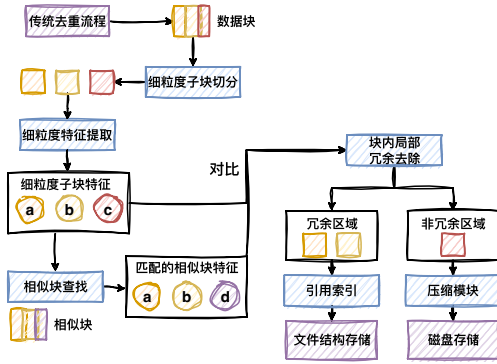 传统去重流程
数据块
细粒度子块切分
细粒度特征提取
细粒度子块特征
a
b
c
对比
块内局部
冗余去除
相似块查找
相似块
匹配的相似块特征
a
b
d
冗余区域
非冗余区域
引用索引
压缩模块
文件结构存储
磁盘存储